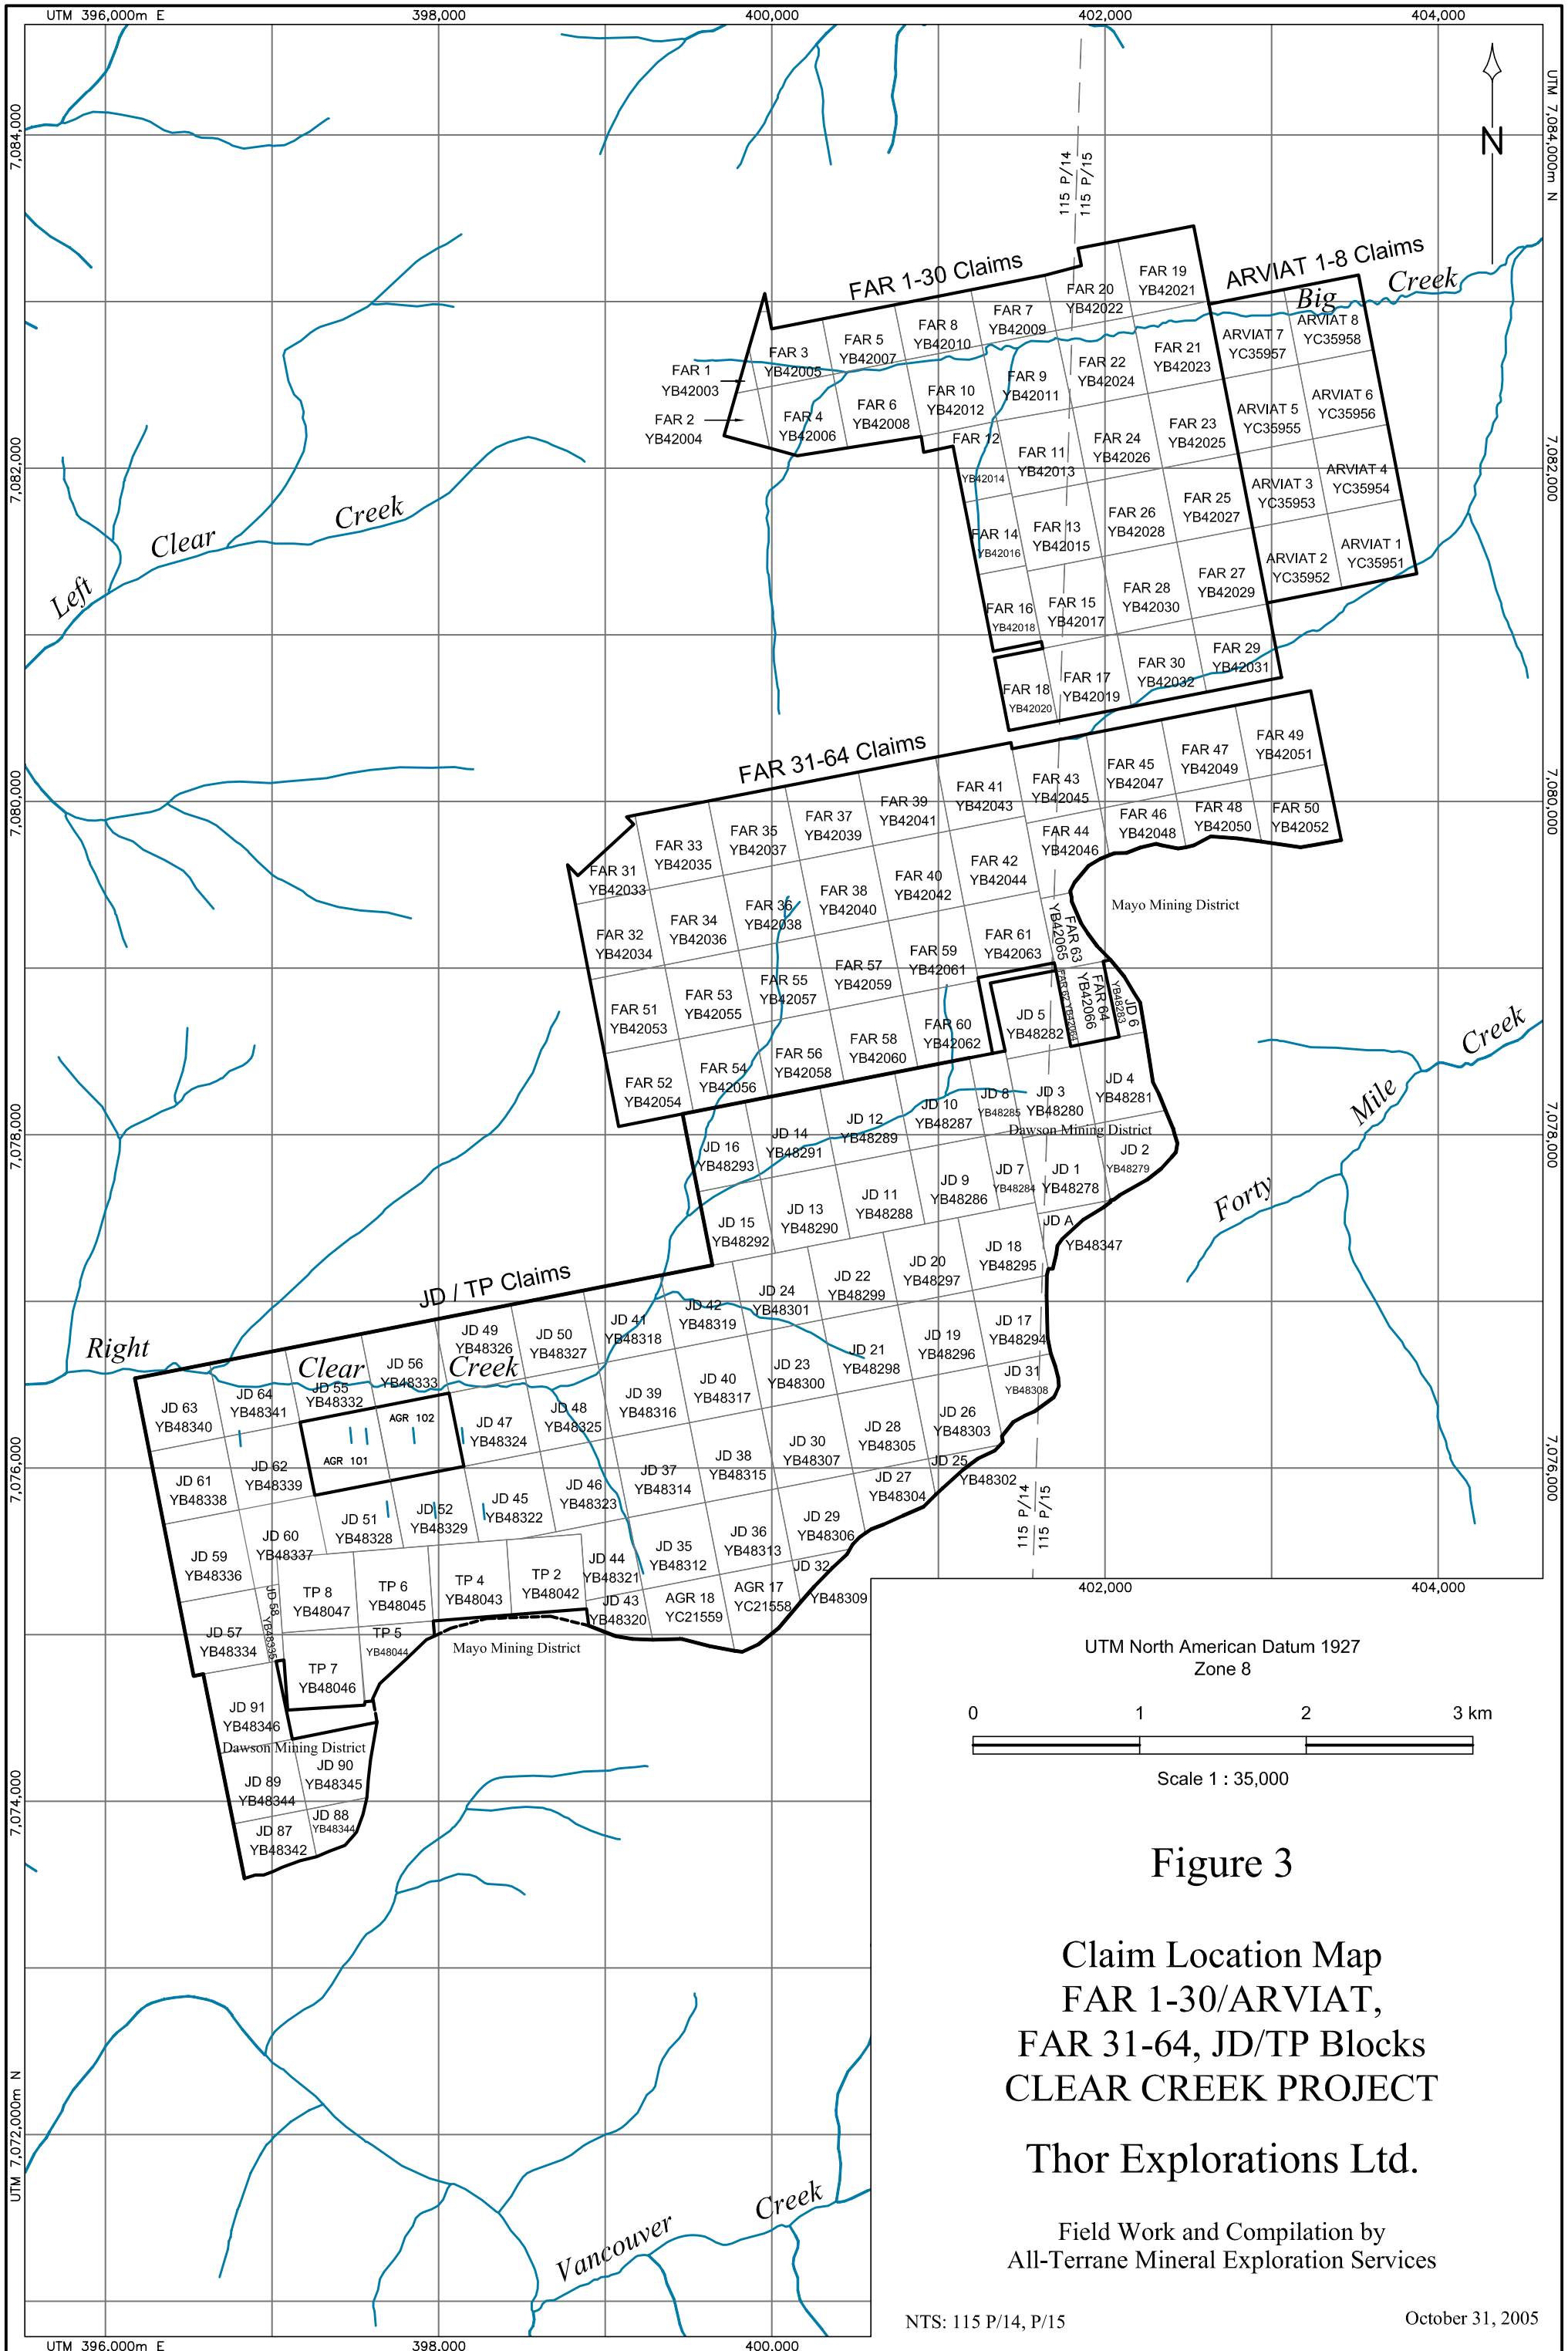 UTM 396,000m E
398,000
400,000
402,000
404,000
7,084,000
UTM 7,084,000m N
N
115 P/14
115 P/15
FAR 1-30 Claims
ARVIAT 1-8 Claims
Big Creek
FAR 19
YB42021
FAR 20
YB42022
FAR 7
YB42009
FAR 8
YB42010
FAR 5
YB42007
FAR 3
YB42005
FAR 1
YB42003
FAR 2
YB42004
FAR 4
YB42006
FAR 6
YB42008
FAR 10
YB42012
FAR 9
YB42011
FAR 22
YB42024
FAR 21
YB42023
ARVIAT 7
YC35957
ARVIAT 8
YC35958
ARVIAT 5
YC35955
ARVIAT 6
YC35956
FAR 12
YB42014
FAR 11
YB42013
FAR 24
YB42026
FAR 23
YB42025
ARVIAT 3
YC35953
ARVIAT 4
YC35954
FAR 14
YB42016
FAR 13
YB42015
FAR 26
YB42028
FAR 25
YB42027
ARVIAT 2
YC35952
ARVIAT 1
YC35951
FAR 16
YB42018
FAR 15
YB42017
FAR 28
YB42030
FAR 27
YB42029
FAR 18
YB42020
FAR 17
YB42019
FAR 30
YB42032
FAR 29
YB42031
7,082,000
7,082,000
Left Clear Creek
FAR 31-64 Claims
FAR 49
YB42051
FAR 47
YB42049
FAR 45
YB42047
FAR 43
YB42045
FAR 41
YB42043
FAR 39
YB42041
FAR 37
YB42039
FAR 35
YB42037
FAR 33
YB42035
FAR 31
YB42033
FAR 50
YB42052
FAR 48
YB42050
FAR 46
YB42048
FAR 44
YB42046
FAR 42
YB42044
FAR 40
YB42042
FAR 38
YB42040
FAR 36
YB42038
FAR 34
YB42036
FAR 32
YB42034
7,080,000
7,080,000
Mayo Mining District
FAR 63
YB42065
FAR 61
YB42063
FAR 59
YB42061
FAR 57
YB42059
FAR 55
YB42057
FAR 53
YB42055
FAR 51
YB42053
FAR 62 YB42064
FAR 64
YB42066
JD 6
YB48283
JD 5
YB48282
FAR 60
YB42062
FAR 58
YB42060
FAR 56
YB42058
FAR 54
YB42056
FAR 52
YB42054
JD 4
YB48281
JD 3
YB48280
JD 8
YB48285
JD 10
YB48287
JD 12
YB48289
JD 14
YB48291
JD 16
YB48293
Dawson Mining District
JD 2
YB48279
JD 1
YB48278
JD 7
YB48284
JD 9
YB48286
JD 11
YB48288
JD 13
YB48290
JD 15
YB48292
7,078,000
7,078,000
Forty Mile Creek
JD A
YB48347
JD 18
YB48295
JD 20
YB48297
JD 22
YB48299
JD 24
YB48301
JD / TP Claims
JD 42
YB48319
JD 41
YB48318
JD 50
YB48327
JD 49
YB48326
JD 56
YB48333
JD 55
YB48332
JD 64
YB48341
JD 63
YB48340
Right Clear Creek
JD 17
YB48294
JD 19
YB48296
JD 21
YB48298
JD 23
YB48300
JD 40
YB48317
JD 39
YB48316
JD 48
YB48325
JD 47
YB48324
AGR 102
AGR 101
JD 31
YB48308
JD 26
YB48303
JD 28
YB48305
JD 30
YB48307
JD 38
YB48315
JD 37
YB48314
JD 46
YB48323
JD 45
YB48322
JD 52
YB48329
JD 51
YB48328
JD 62
YB48339
JD 61
YB48338
JD 25
YB48302
JD 27
YB48304
JD 29
YB48306
JD 36
YB48313
JD 35
YB48312
JD 44
YB48321
TP 2
YB48042
TP 4
YB48043
TP 6
YB48045
TP 8
YB48047
JD 60
YB48337
JD 59
YB48336
7,076,000
7,076,000
115 P/14
115 P/15
JD 32
YB48309
AGR 17
YC21558
AGR 18
YC21559
JD 43
YB48320
TP 5
YB48044
TP 7
YB48046
JD 58
YB48335
JD 57
YB48334
Mayo Mining District
JD 91
YB48346
Dawson Mining District
JD 90
YB48345
JD 89
YB48344
JD 88
YB48344
JD 87
YB48342
7,074,000
402,000
404,000
UTM North American Datum 1927
Zone 8
0 1 2 3 km
Scale 1 : 35,000
Figure 3
Claim Location Map
FAR 1-30/ARVIAT,
FAR 31-64, JD/TP Blocks
CLEAR CREEK PROJECT
Thor Explorations Ltd.
Field Work and Compilation by
All-Terrane Mineral Exploration Services
NTS: 115 P/14, P/15
October 31, 2005
UTM 7,072,000m N
Vancouver Creek
UTM 396,000m E
398,000
400,000